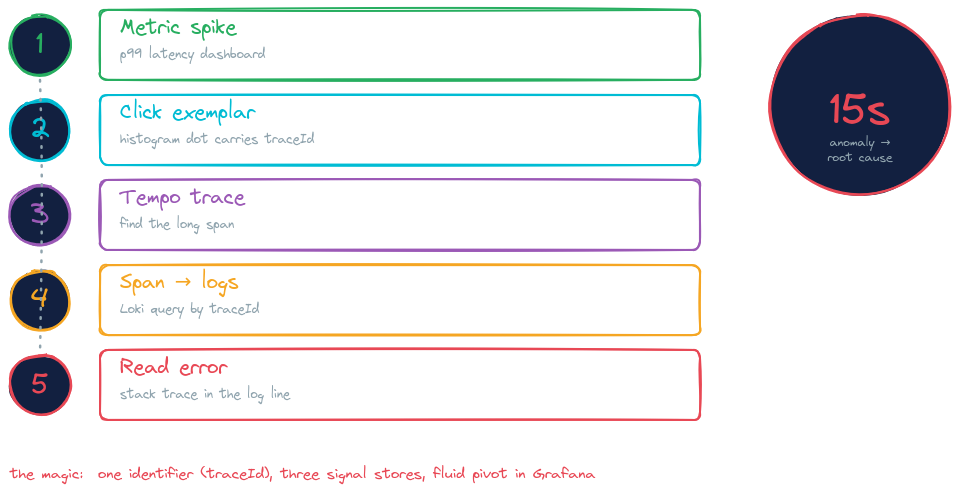 1
Metric spike
p99 latency dashboard
2
Click exemplar
histogram dot carries traceId
3
Tempo trace
find the long span
4
Span → logs
Loki query by traceId
5
Read error
stack trace in the log line
15s
anomaly →
root cause
the magic: one identifier (traceId), three signal stores, fluid pivot in Grafana